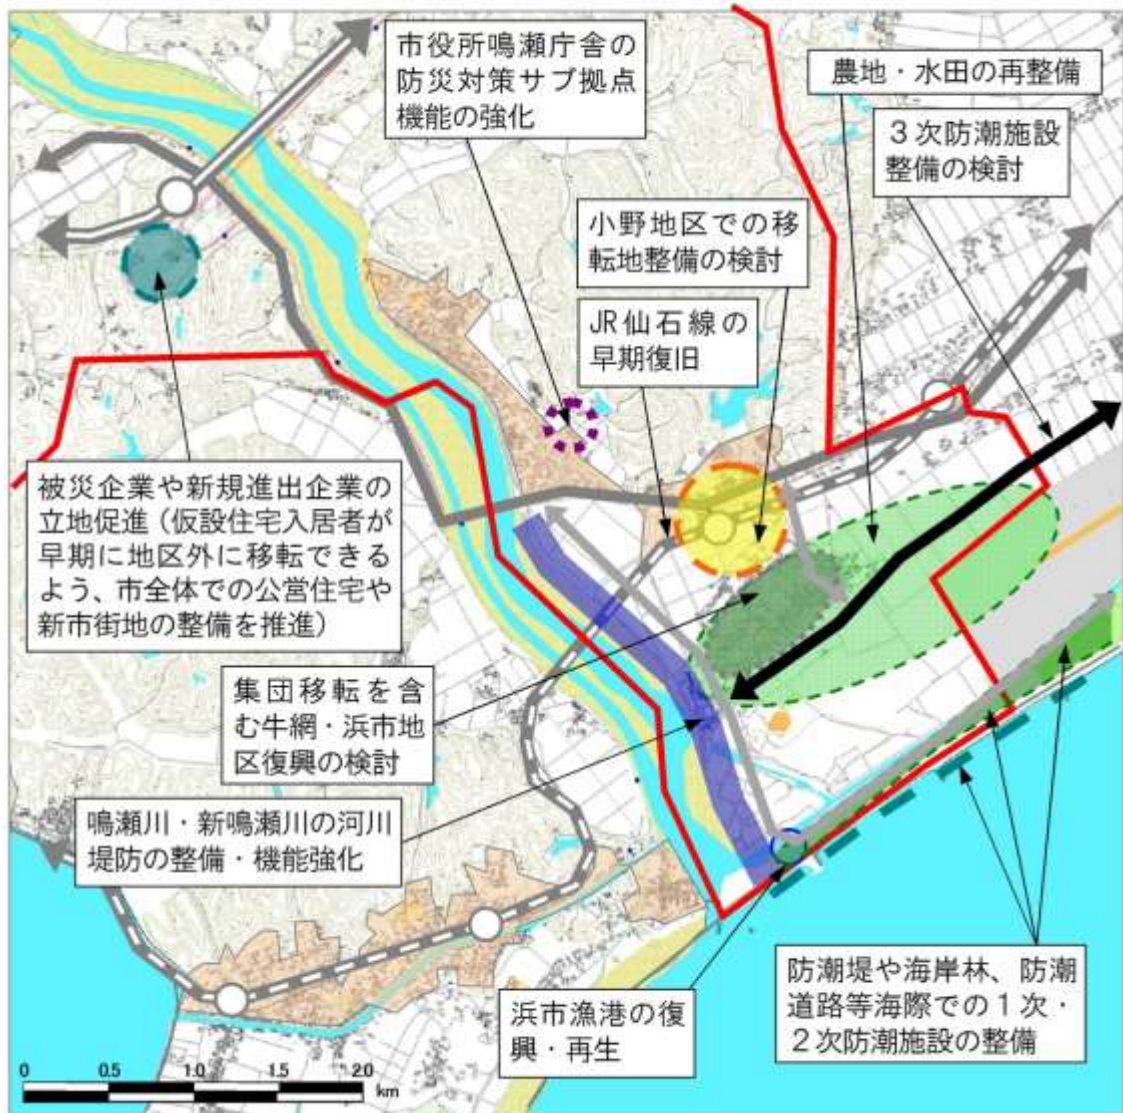 市役所鳴瀬庁舎の
防災対策サブ拠点
機能の強化
農地・水田の再整備
３次防潮施設
整備の検討
小野地区での移
転地整備の検討
JR仙石線の
早期復旧
被災企業や新規進出企業の
立地促進（仮設住宅入居者が
早期に地区外に移転できる
よう、市全体での公営住宅や
新市街地の整備を推進）
集団移転を含
む牛網・浜市地
区復興の検討
鳴瀬川・新鳴瀬川の河川
堤防の整備・機能強化
浜市漁港の復
興・再生
防潮堤や海岸林、防潮
道路等海際での１次・
２次防潮施設の整備
0 0.5 1.0 1.5 2.0
km